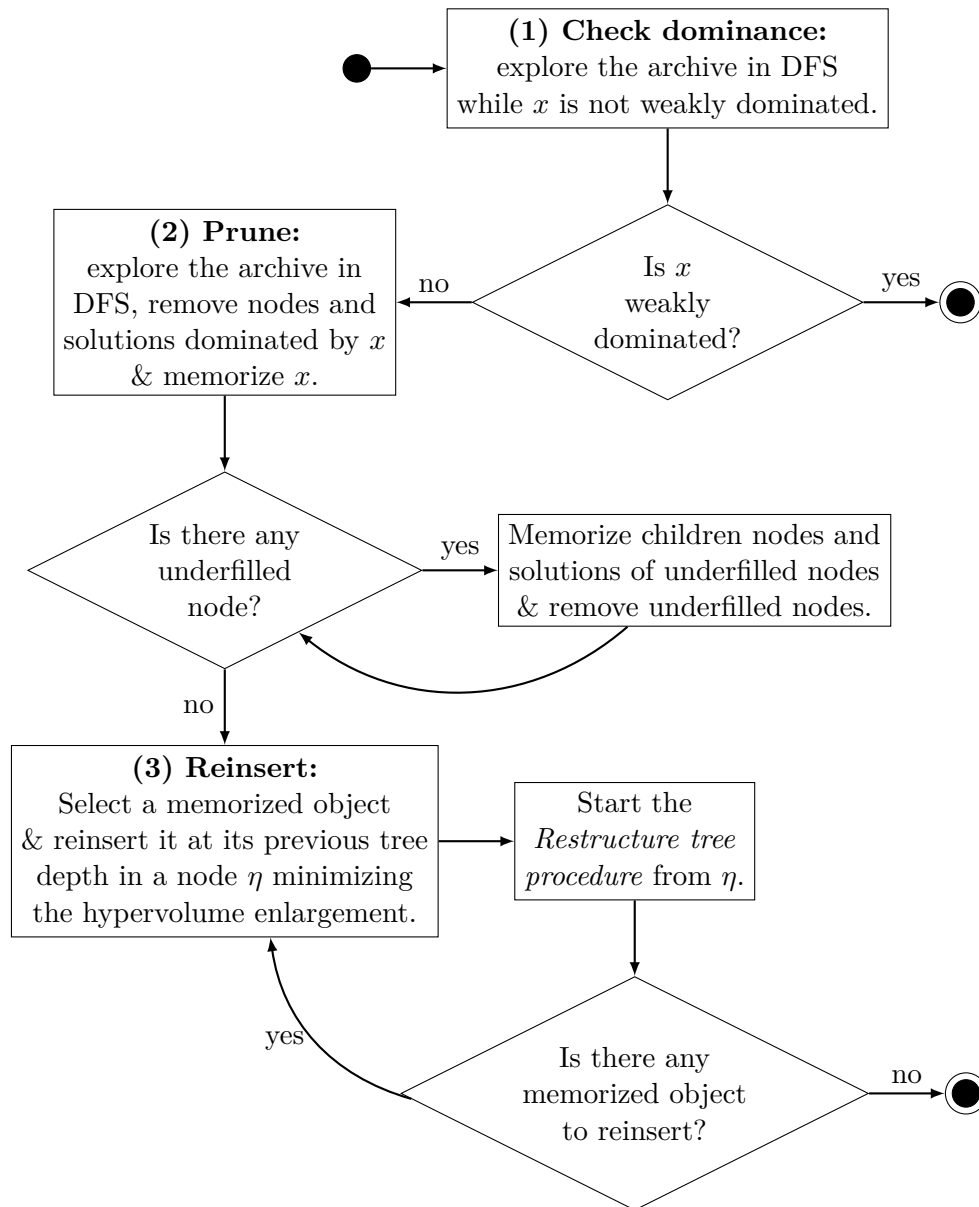 (1) Check dominance:
explore the archive in DFS
while x is not weakly dominated.
Is x
weakly
dominated?
yes
no
(2) Prune:
explore the archive in
DFS, remove nodes and
solutions dominated by x
& memorize x.
Is there any
underfilled
node?
yes
Memorize children nodes and
solutions of underfilled nodes
& remove underfilled nodes.
no
(3) Reinsert:
Select a memorized object
& reinsert it at its previous tree
depth in a node η minimizing
the hypervolume enlargement.
Start the
Restructure tree
procedure from η.
Is there any
memorized object
to reinsert?
yes
no